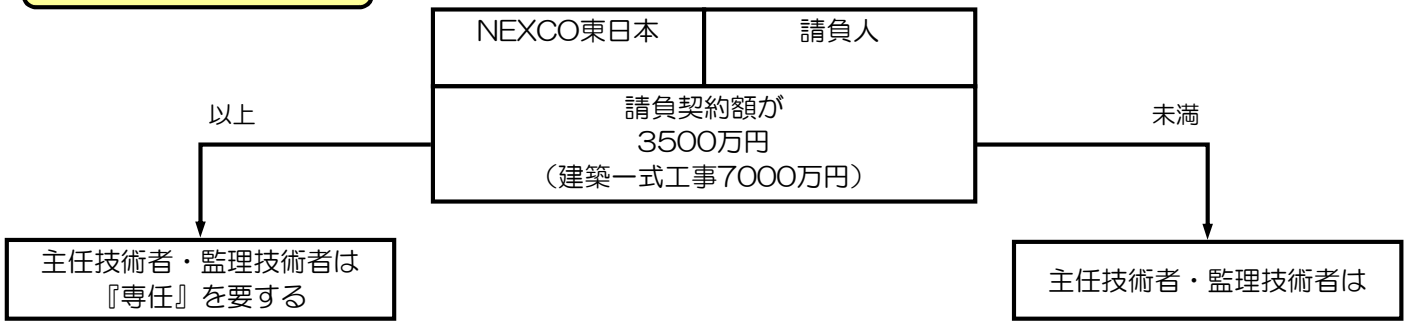 NEXCO東日本
請負人
請負契約額が
3500万円
（建築一式工事7000万円）
以上
未満
主任技術者・監理技術者は
『専任』を要する
主任技術者・監理技術者は